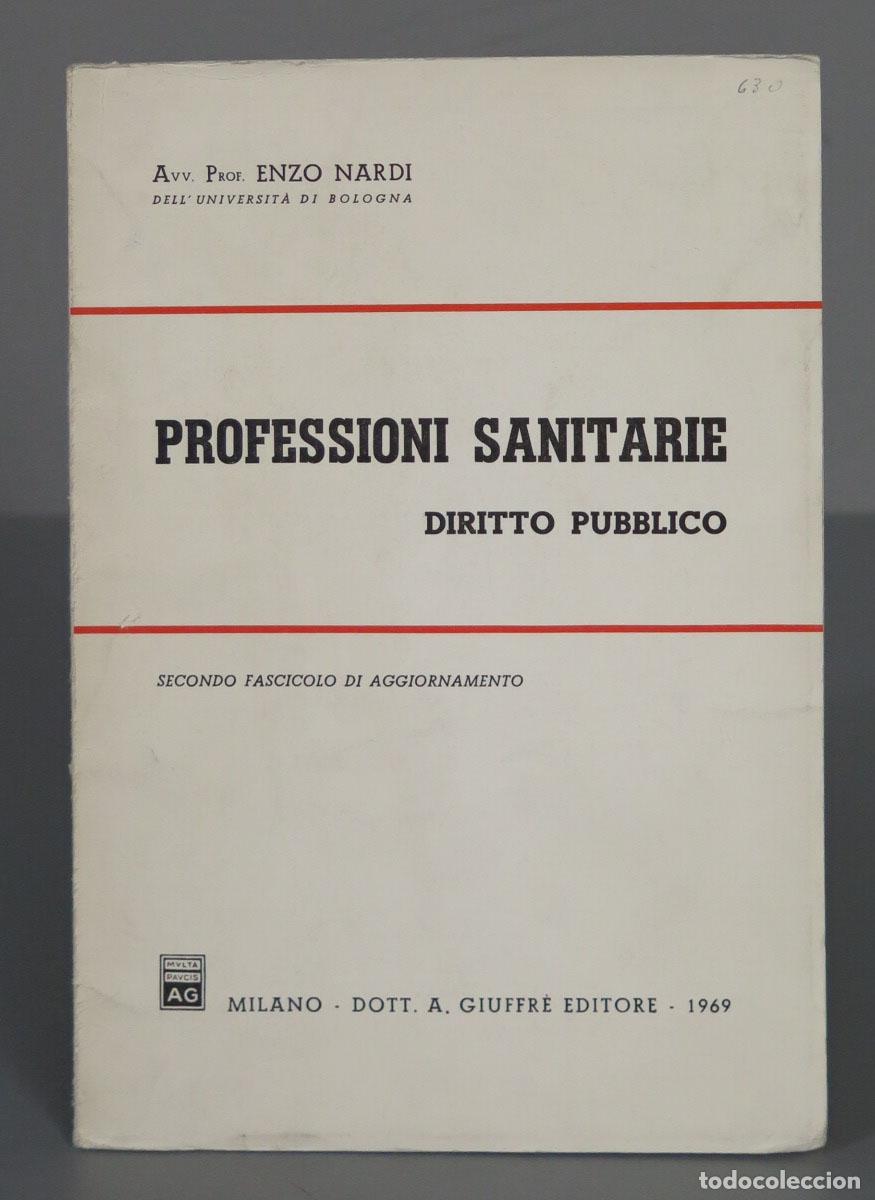 630
Avv. Prof. ENZO NARDI
DELL'UNIVERSITÀ DI BOLOGNA
PROFESSIONI SANITARIE
DIRITTO PUBBLICO
SECONDO FASCICOLO DI AGGIORNAMENTO
MVLTA
PAVCIS
AG
MILANO - DOTT. A. GIUFFRÈ EDITORE - 1969
todocoleccion